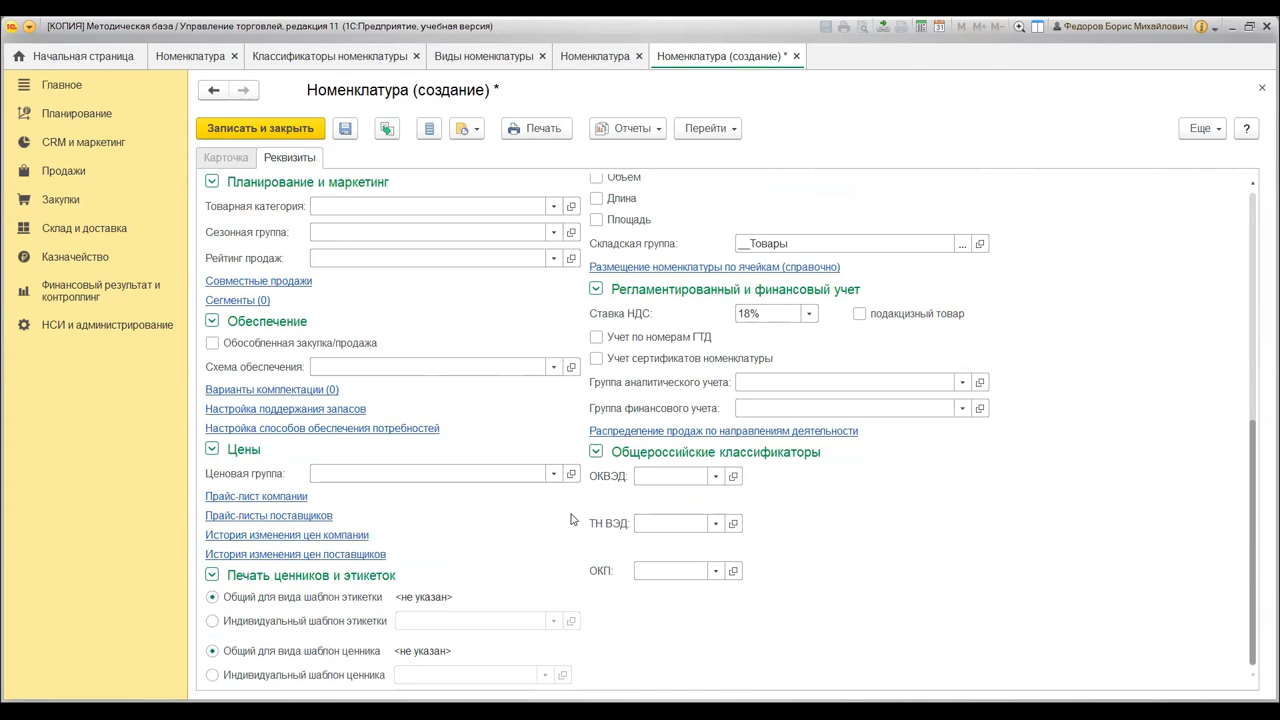 [КОПИЯ] Методическая база / Управление торговлей, редакция 11 (1С:Предприятие, учебная версия)
M M+ M-
31
Федоров Борис Михайлович
Начальная страница
Номенклатура
Классификаторы номенклатуры
Виды номенклатуры
Номенклатура
Номенклатура (создание) *
Главное
Планирование
CRM и маркетинг
Продажи
Закупки
Склад и доставка
Казначейство
Финансовый результат и контроллинг
НСИ и администрирование
Номенклатура (создание) *
Записать и закрыть
Печать
Отчеты
Перейти
Еще
?
Карточка
Реквизиты
Планирование и маркетинг
Товарная категория:
Сезонная группа:
Рейтинг продаж:
Совместные продажи
Сегменты (0)
Обеспечение
Обособленная закупка/продажа
Схема обеспечения:
Варианты комплектации (0)
Настройка поддержания запасов
Настройка способов обеспечения потребностей
Цены
Ценовая группа:
Прайс-лист компании
Прайс-листы поставщиков
История изменения цен компании
История изменения цен поставщиков
Печать ценников и этикеток
Общий для вида шаблон этикетки <не указан>
Индивидуальный шаблон этикетки
Общий для вида шаблон ценника <не указан>
Индивидуальный шаблон ценника
Объем
Длина
Площадь
Складская группа: __Товары ...
Размещение номенклатуры по ячейкам (справочно)
Регламентированный и финансовый учет
Ставка НДС: 18% подакцизный товар
Учет по номерам ГТД
Учет сертификатов номенклатуры
Группа аналитического учета:
Группа финансового учета:
Распределение продаж по направлениям деятельности
Общероссийские классификаторы
ОКВЭД:
ТН ВЭД:
ОКП: